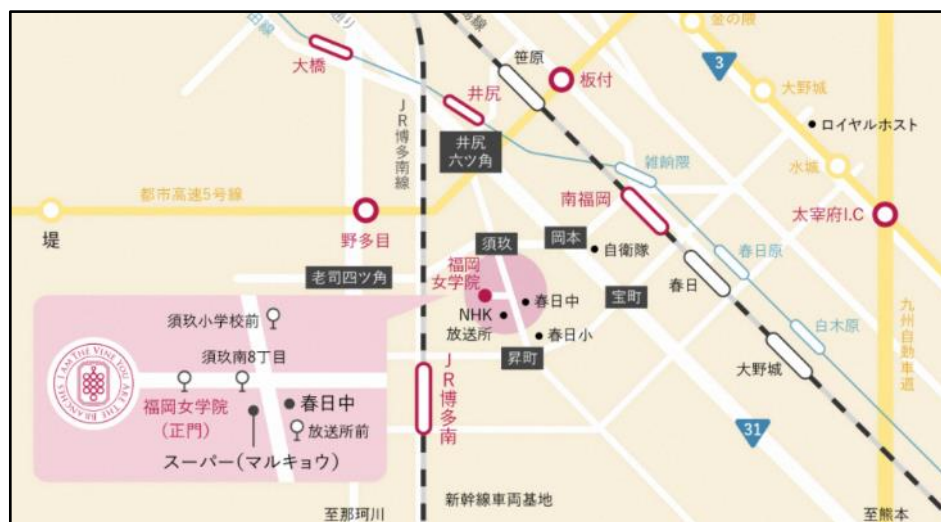 金の隈
3
笹原
板付
大橋
井尻
大野城
ロイヤルホスト
JR博多南線
井尻
六ツ角
雑餉隈
水城
都市高速5号線
南福岡
太宰府I.C
堤
野多目
須玖
岡本
自衛隊
春日原
福岡
女学院
老司四ツ角
春日
春日中
宝町
NHK
放送所
春日小
白木原
九州自動車道
須玖小学校前
昇町
須玖南8丁目
大野城
JR博多南
I AM THE VINE YOU ARE THE BRANCHES
福岡女学院
(正門)
春日中
放送所前
スーパー(マルキョウ)
31
新幹線車両基地
至那珂川
至熊本